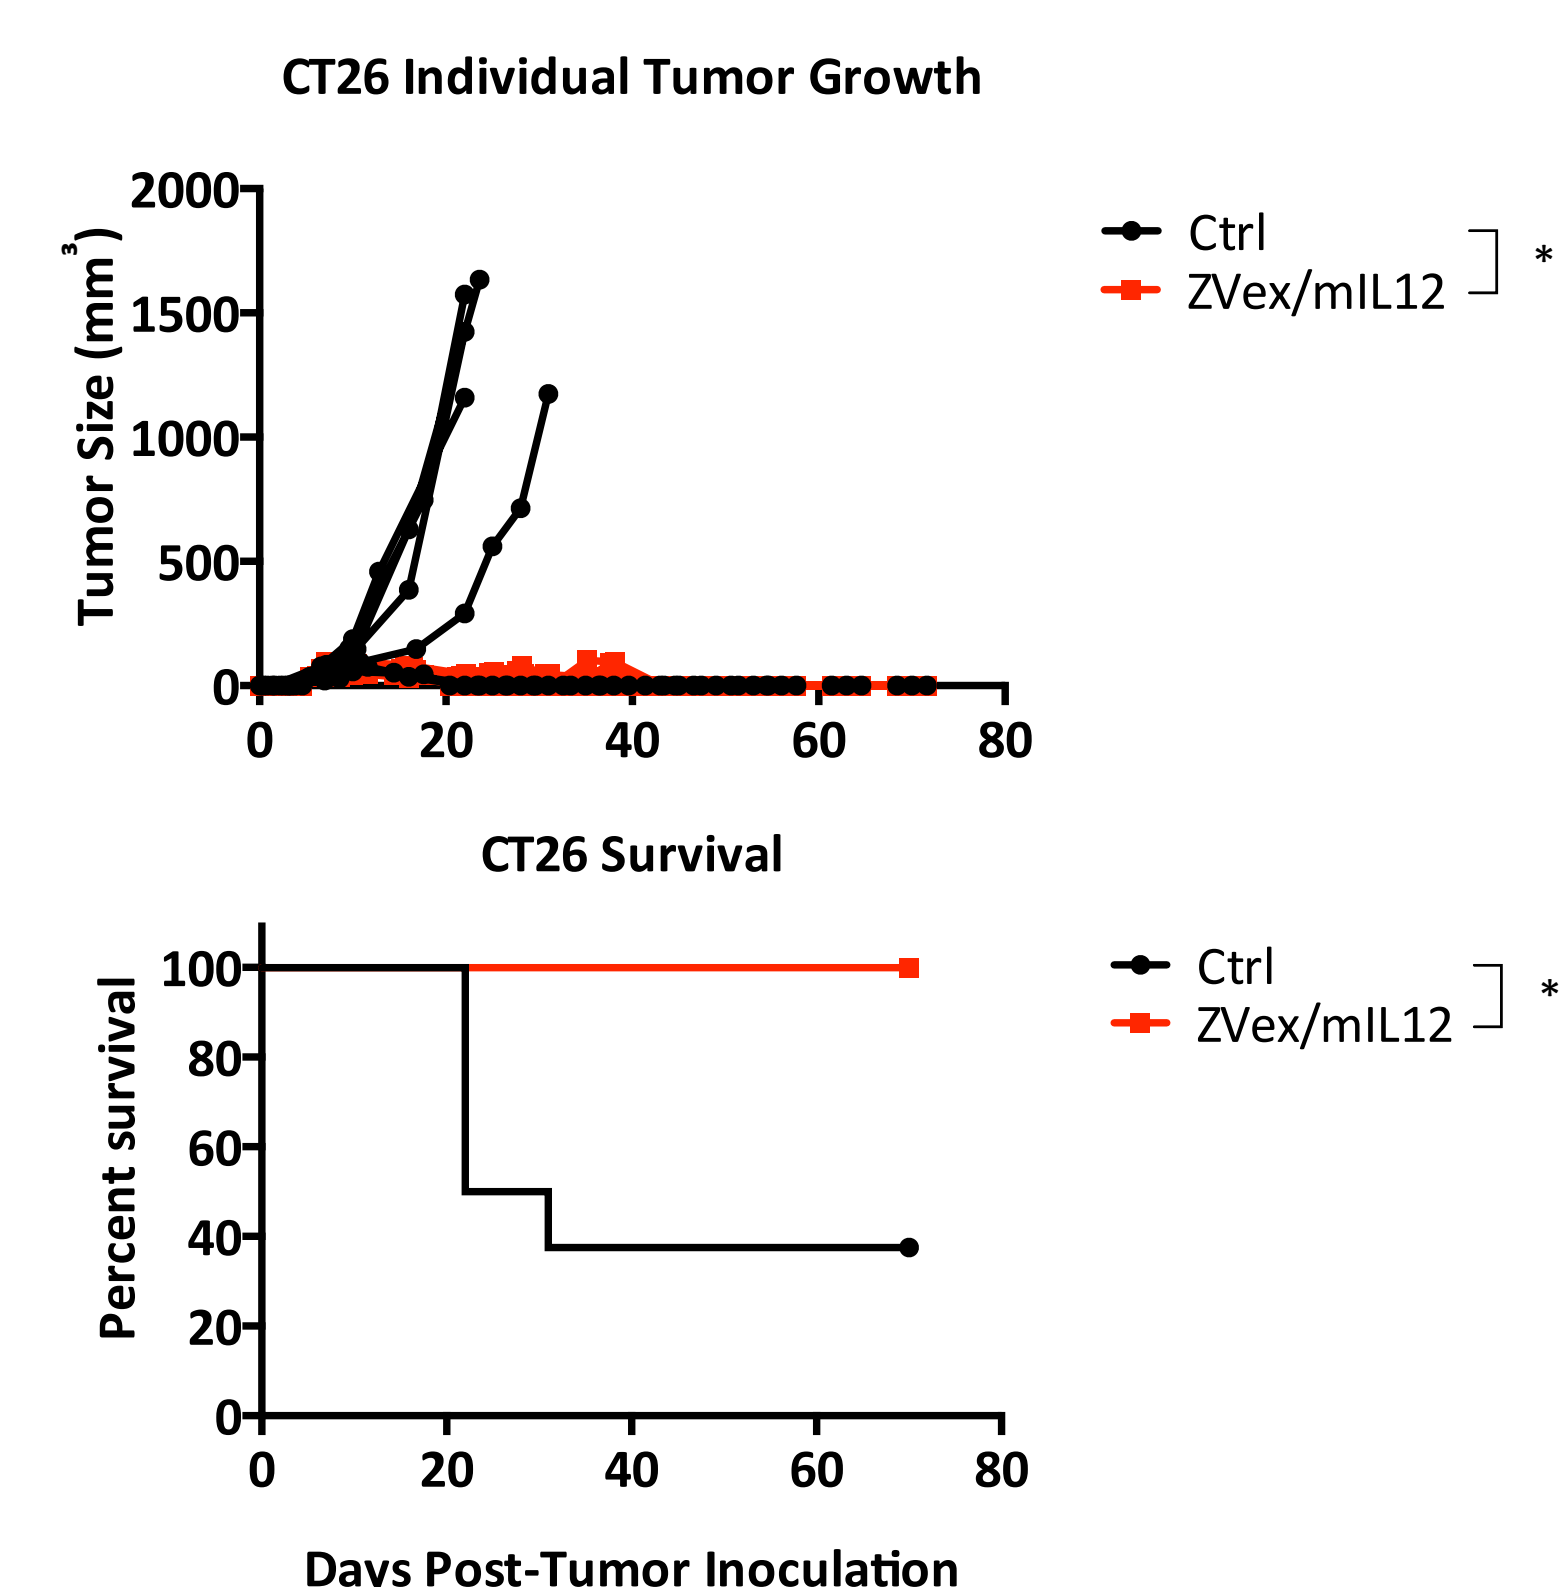 CT26 Individual Tumor Growth
Tumor Size (mm³)
2000
1500
1000
500
0
0 20 40 60 80
Ctrl
ZVex/mIL12
*
CT26 Survival
Percent survival
100
80
60
40
20
0
0 20 40 60 80
Ctrl
ZVex/mIL12
*
Days Post-Tumor Inoculation